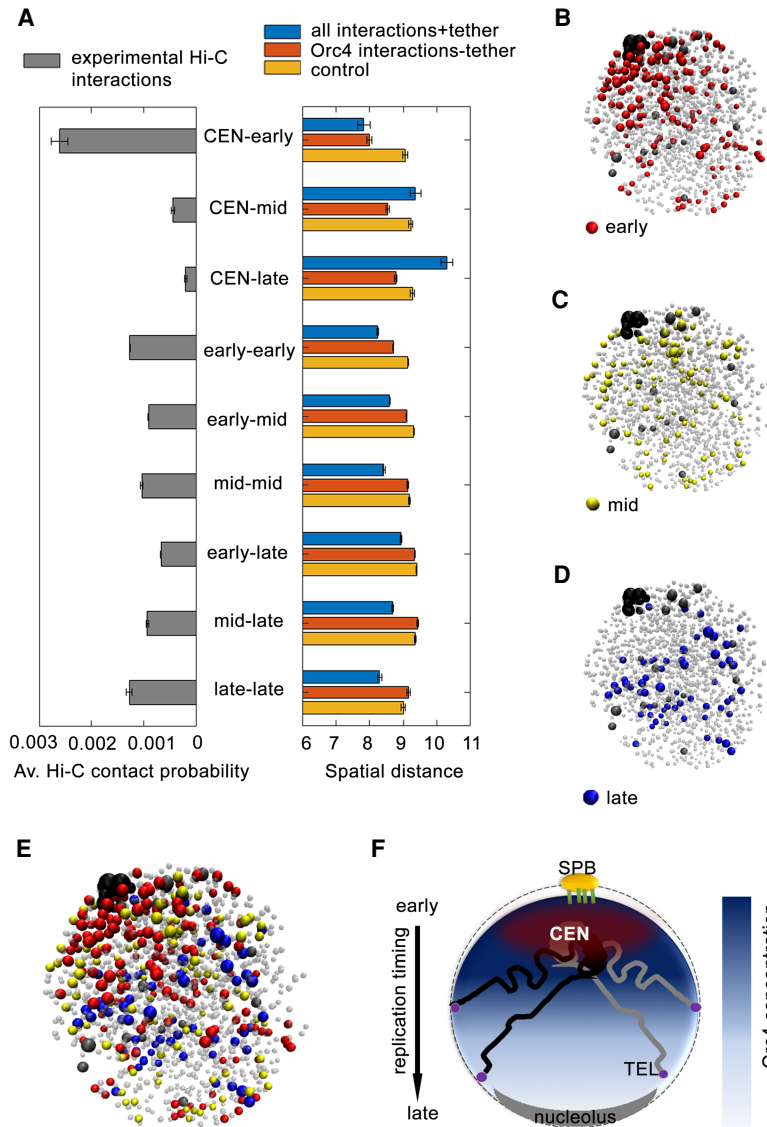 A
experimental Hi-C
interactions
all interactions+tether
Orc4 interactions-tether
control
CEN-early
CEN-mid
CEN-late
early-early
early-mid
mid-mid
early-late
mid-late
late-late
0.003
0.002
0.001
0
Av. Hi-C contact probability
6
7
8
9
10
11
Spatial distance
B
early
C
mid
D
late
E
F
SPB
early
CEN
replication timing
TEL
late
nucleolus